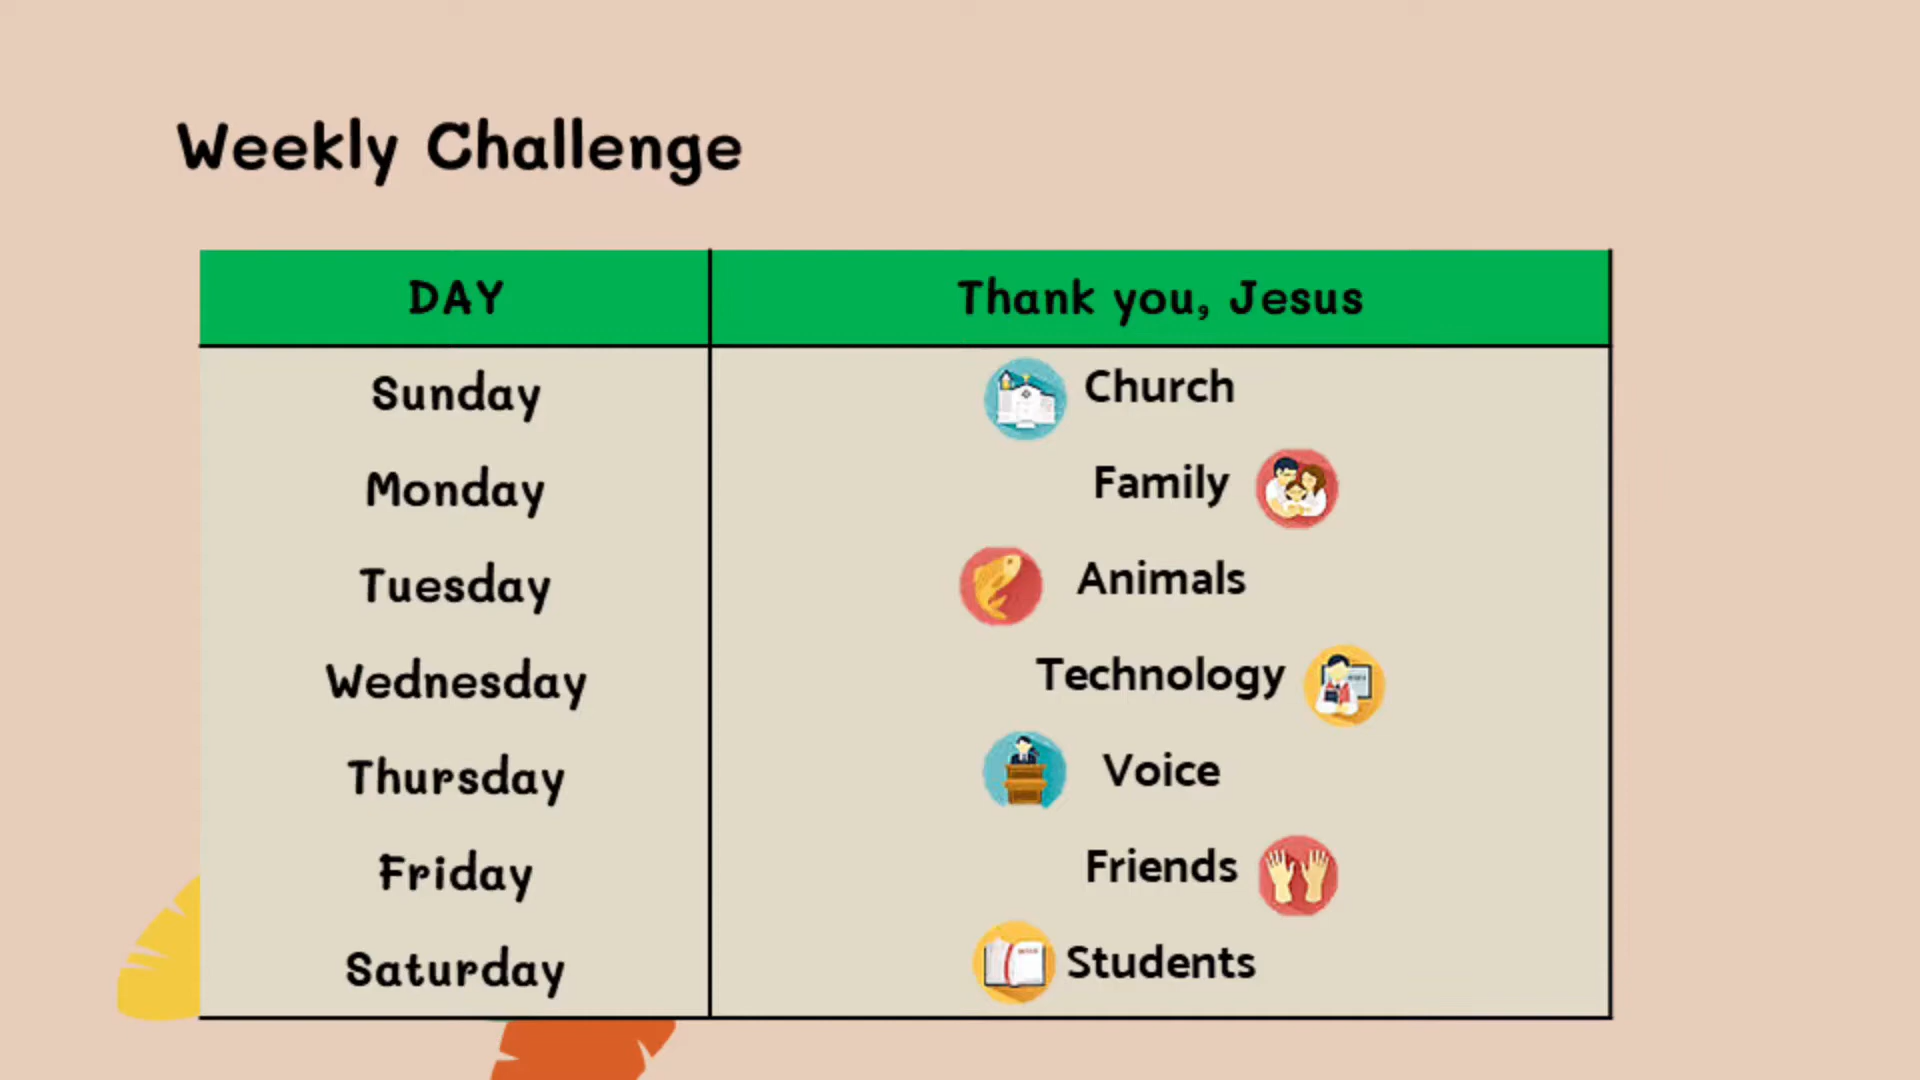 Weekly Challenge
DAY Thank you, Jesus
Sunday Church
Monday Family
Tuesday Animals
Wednesday Technology
Thursday Voice
Friday Friends
Saturday Students